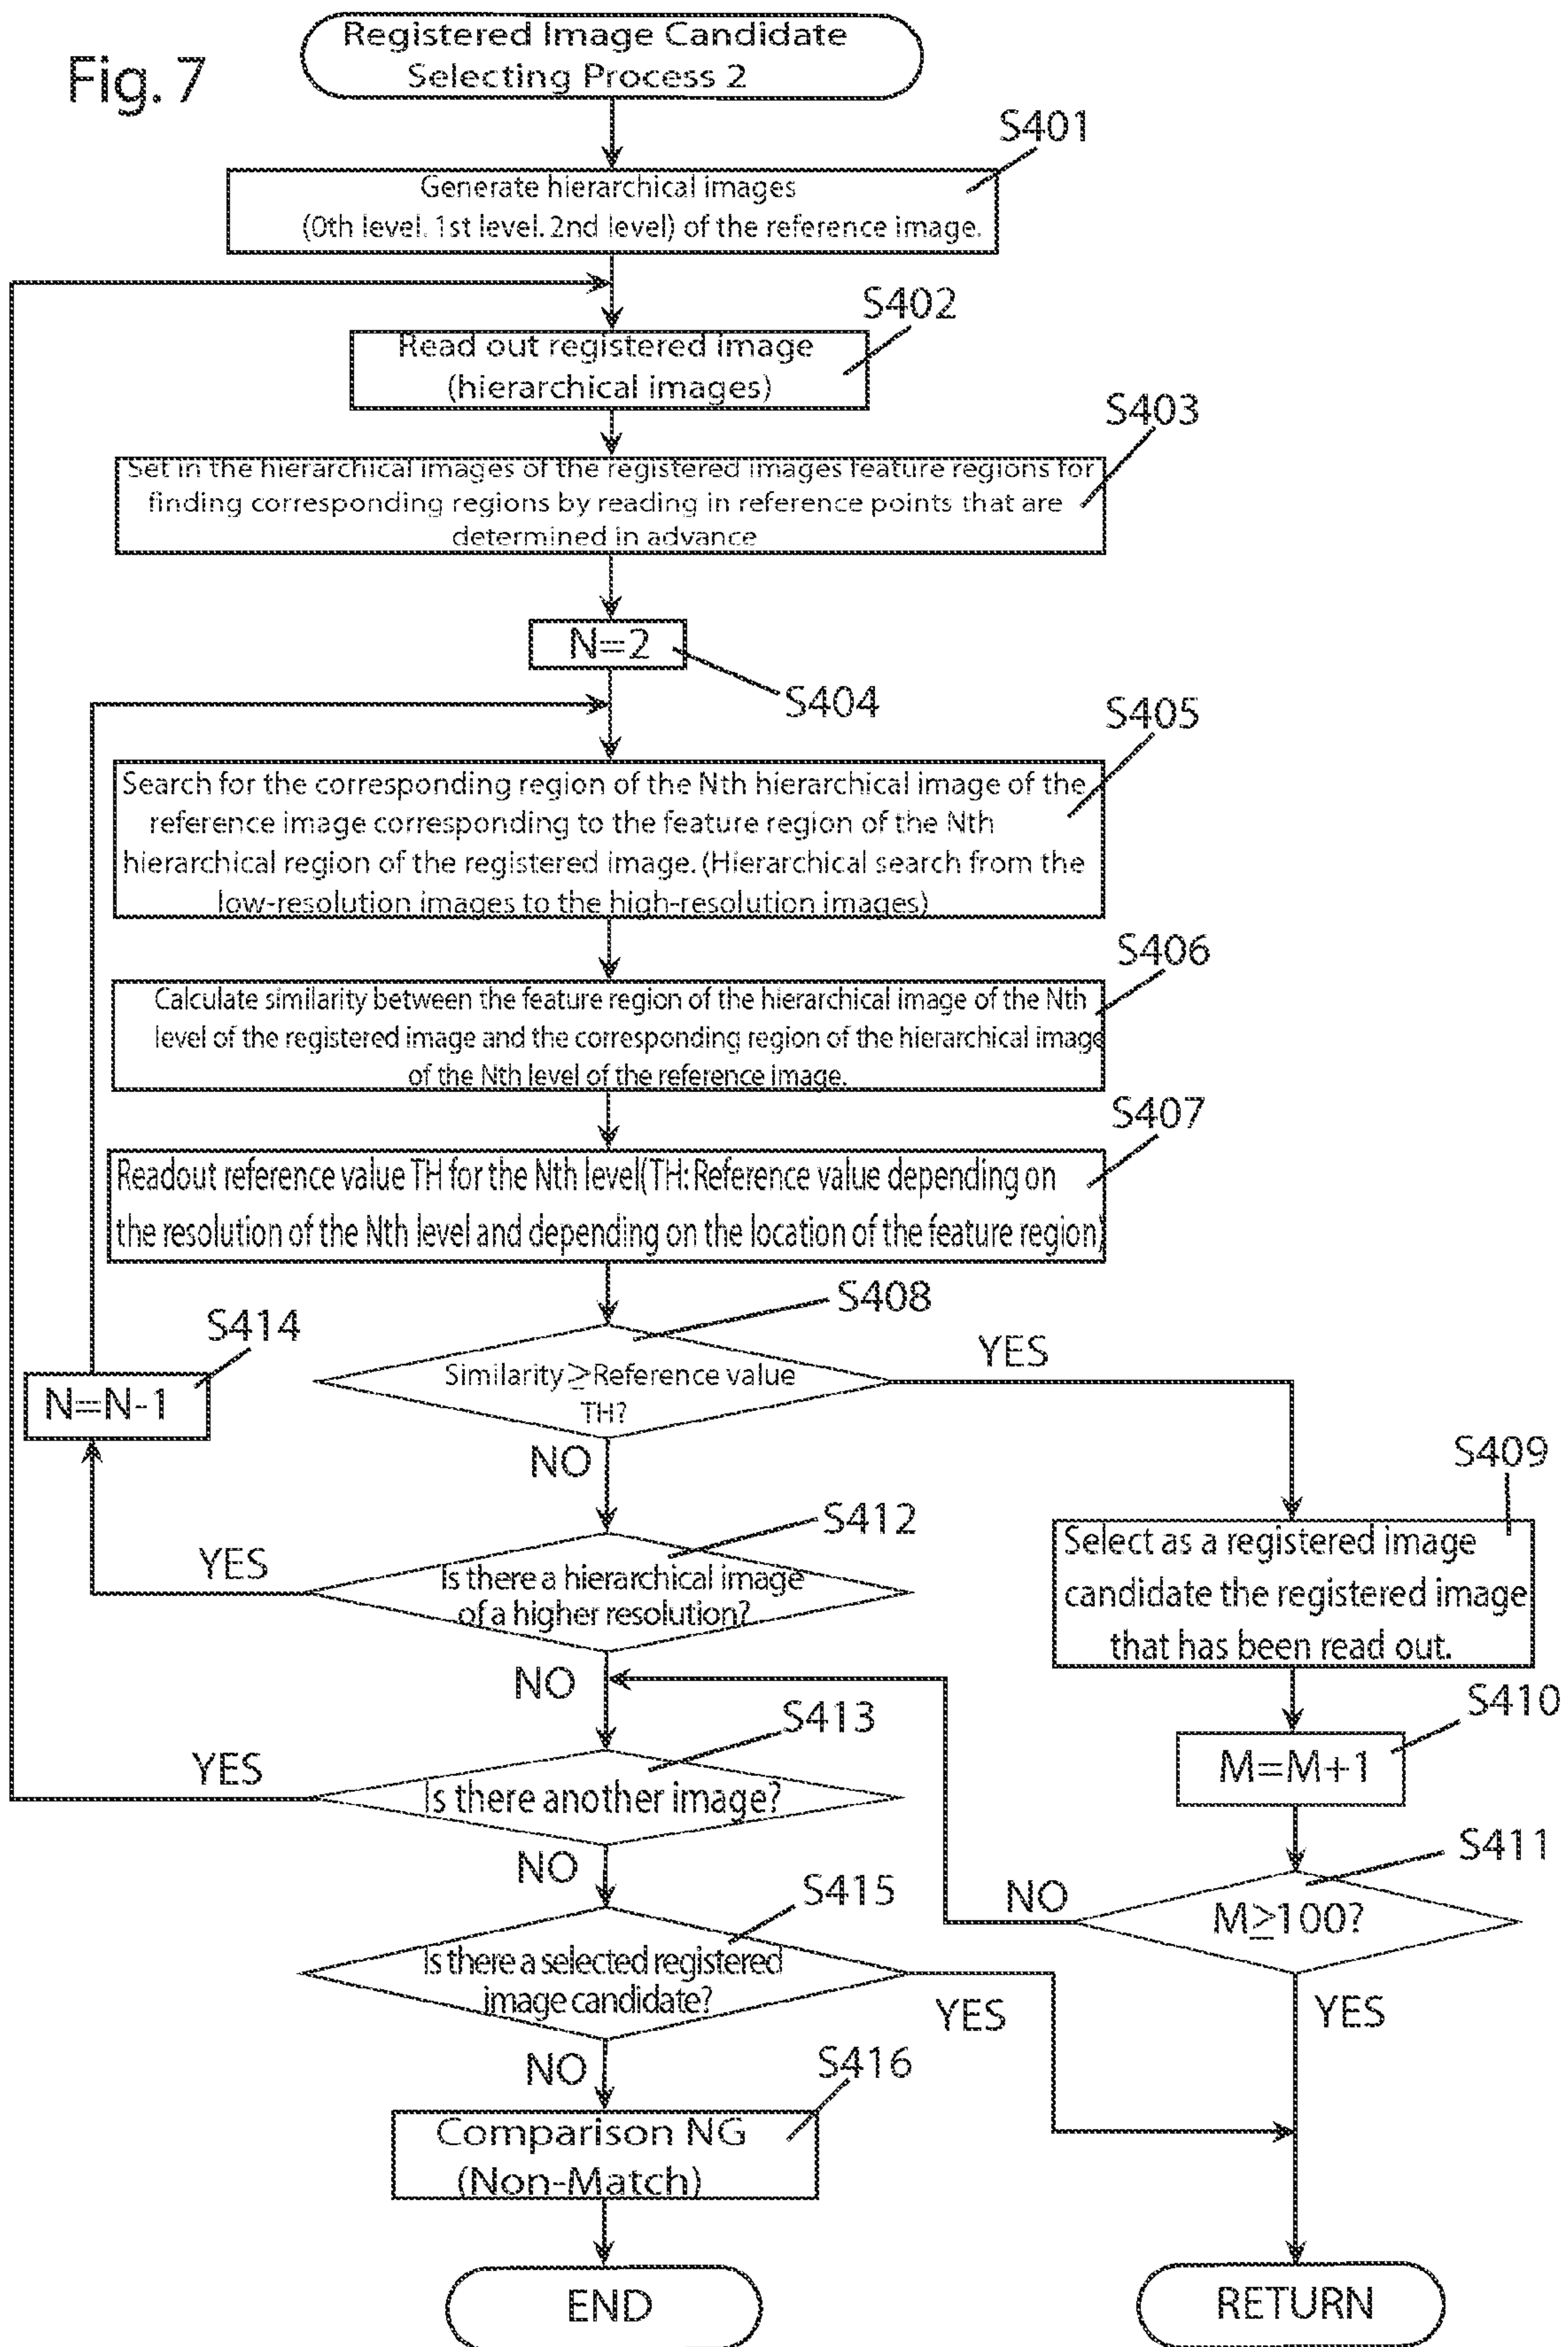 Fig. 7
Registered Image Candidate
Selecting Process 2
S401
Generate hierarchical images
(0th level. 1st level. 2nd level) of the reference image.
S402
Read out registered image
(hierarchical images)
S403
Set in the hierarchical images of the registered images feature regions for
finding corresponding regions by reading in reference points that are
determined in advance
N=2
S404
S405
Search for the corresponding region of the Nth hierarchical image of the
reference image corresponding to the feature region of the Nth
hierarchical region of the registered image. (Hierarchical search from the
low-resolution images to the high-resolution images)
S406
Calculate similarity between the feature region of the hierarchical image of the Nth
level of the registered image and the corresponding region of the hierarchical image
of the Nth level of the reference image.
S407
Readout reference value TH for the Nth level(TH: Reference value depending on
the resolution of the Nth level and depending on the location of the feature region)
S408
Similarity≥Reference value
TH?
YES
NO
S414
N=N-1
S409
Select as a registered image
candidate the registered image
that has been read out.
S412
Is there a hierarchical image
of a higher resolution?
YES
NO
S410
M=M+1
S413
Is there another image?
YES
NO
S411
M≥100?
NO
YES
S415
Is there a selected registered
image candidate?
YES
NO
S416
Comparison NG
(Non-Match)
END
RETURN